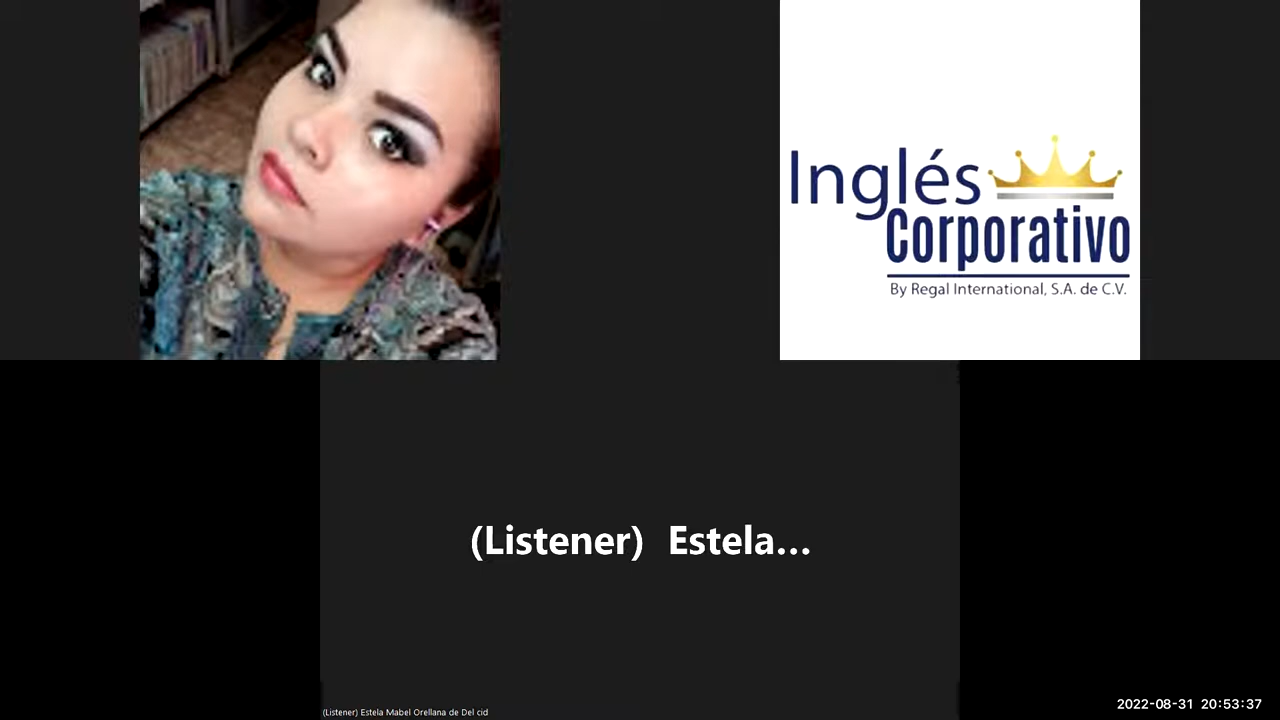 Inglés
Corporativo
By Regal International, S.A. de C.V.
(Listener) Estela...
(Listener) Estela Mabel Orellana de Del cid
2022-08-31 20:53:37